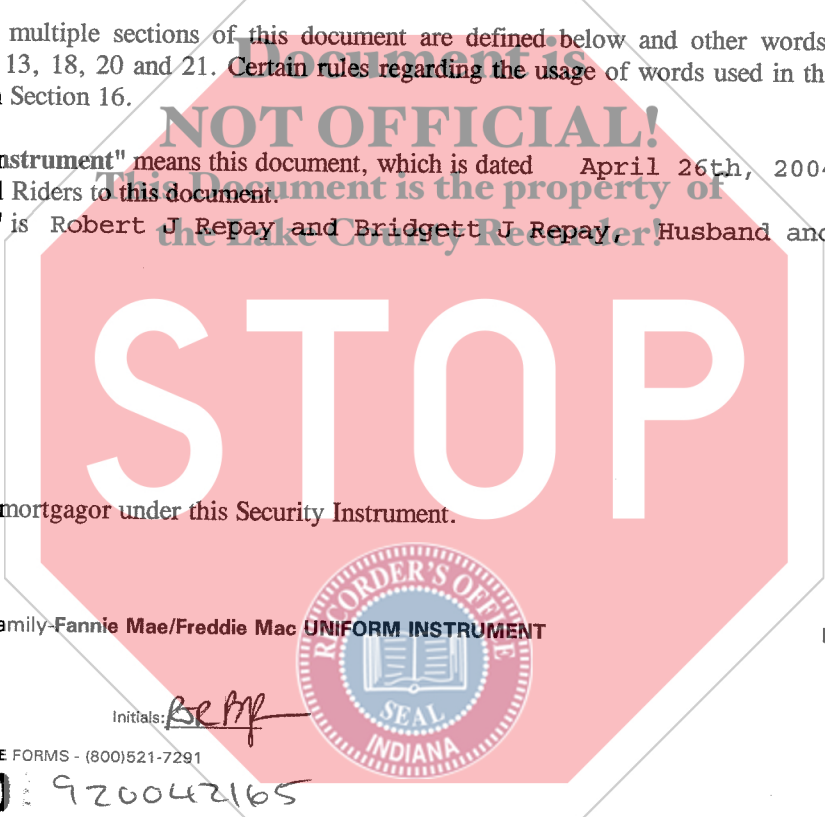 multiple sections of this document are defined below and other words
Document is
13, 18, 20 and 21. Certain rules regarding the usage of words used in th
Section 16.
NOT OFFICIAL!
nstrument" means this document, which is dated April 26th, 2004
This Document is the property of
Riders to this document.
is Robert J Repay and Bridgett J Repay, Husband and
the Lake County Recorder!
STOP
mortgagor under this Security Instrument.
RECORDER'S OFFICE
amily-Fannie Mae/Freddie Mac UNIFORM INSTRUMENT
SEAL
Initials: BR BJR
INDIANA
E FORMS - (800)521-7291
920042165